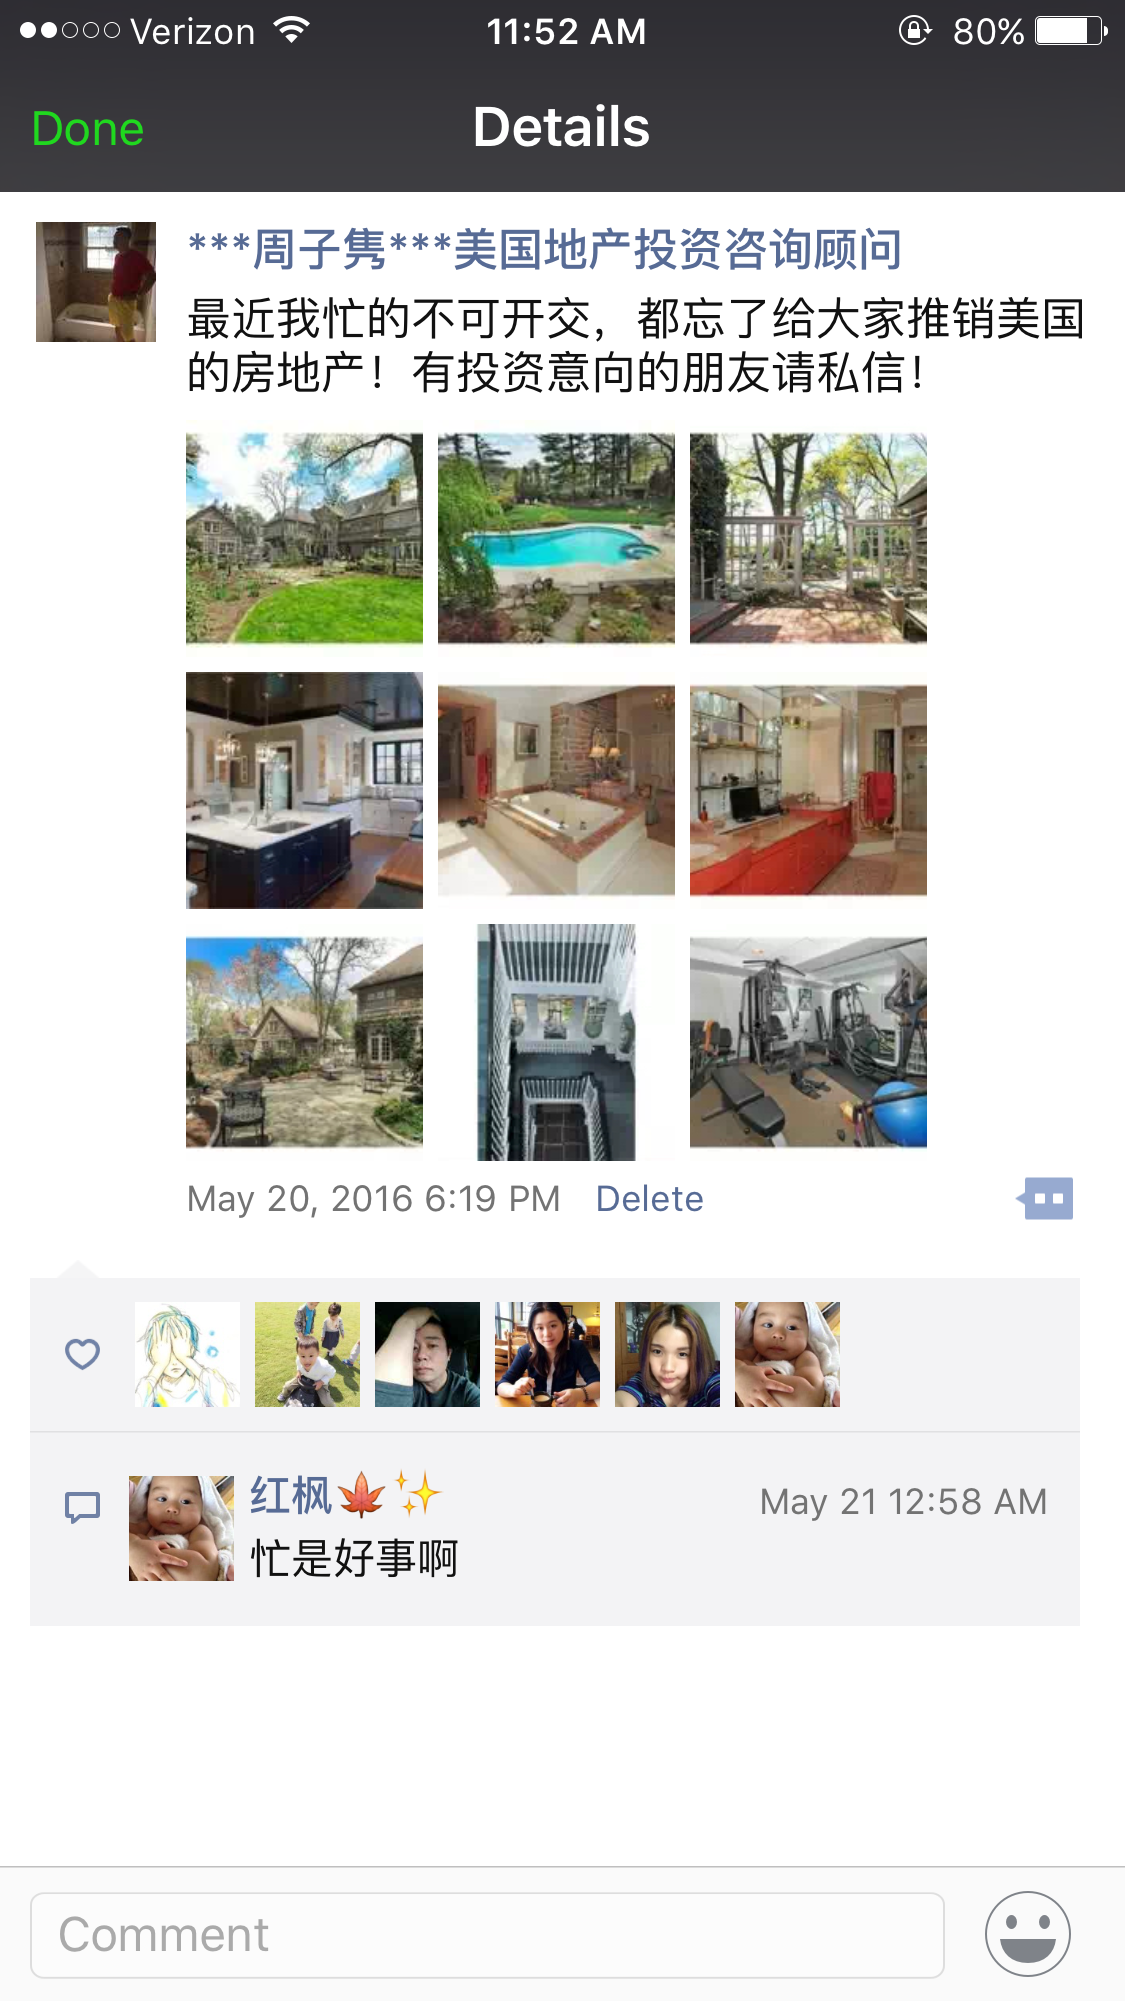 Verizon 11:52 AM 80%
Done Details
***周子隽***美国地产投资咨询顾问
最近我忙的不可开交，都忘了给大家推销美国
的房地产！有投资意向的朋友请私信！
May 20, 2016 6:19 PM Delete
红枫🍁✨ May 21 12:58 AM
忙是好事啊
Comment